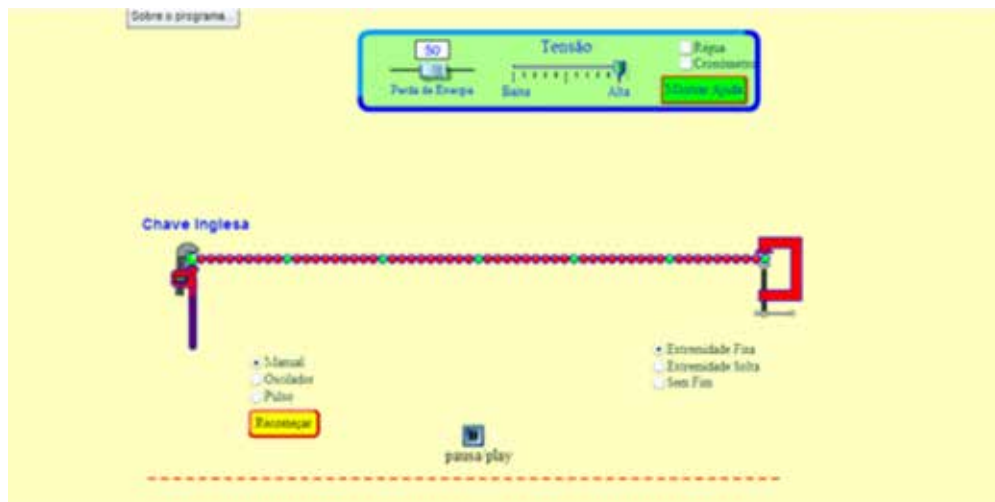 Sobre o programa...
50
Perda de Energia
Tensão
Baixa
Alta
Régua
Cronômetro
Mostrar Ajuda
Chave Inglesa
Manual
Oscilador
Pulso
Recomeçar
Extremidade Fixa
Extremidade Solta
Sem Fim
pausa/play